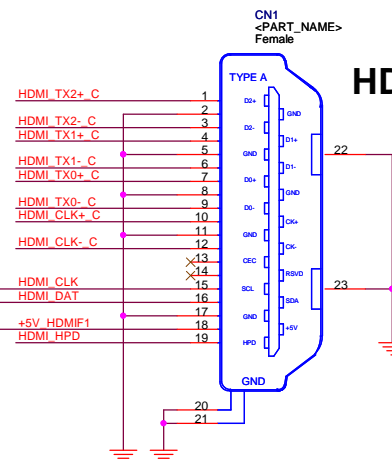 CN1
<PART_NAME>
Female
TYPE A
HD
HDMI_TX2+_C 1 D2+
2 GND
HDMI_TX2-_C 3 D2-
HDMI_TX1+_C 4 D1+
5 GND
HDMI_TX1-_C 6 D1-
HDMI_TX0+_C 7 D0+
8 GND
HDMI_TX0-_C 9 D0-
HDMI_CLK+_C 10 CK+
11 GND
HDMI_CLK-_C 12 CK-
13 CEC
14 RSVD
HDMI_CLK 15 SCL
HDMI_DAT 16 SDA
17 GND
+5V_HDMIF1 18 +5V
HDMI_HPD 19 HPD
22
23
GND
20
21